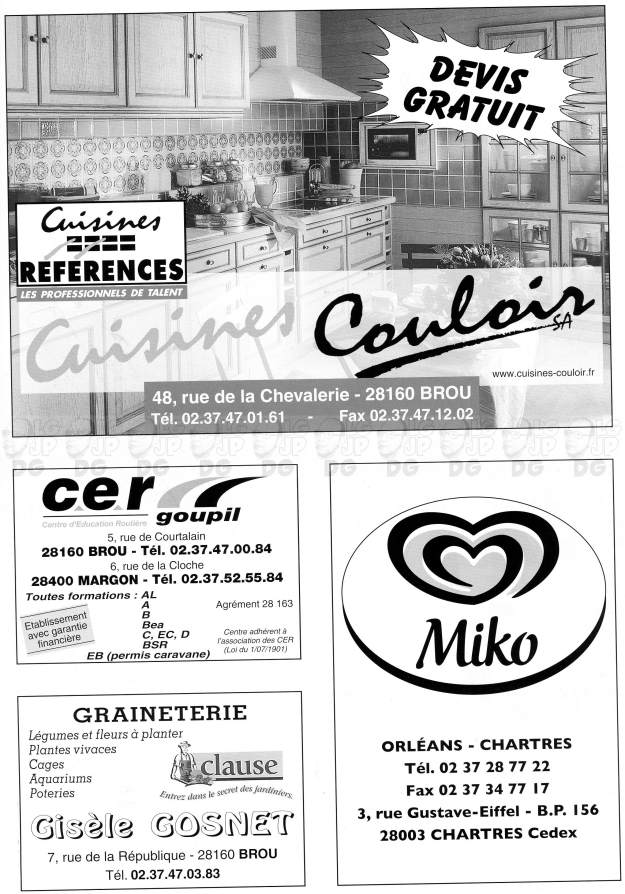 DEVIS
GRATUIT
Cuisines
REFERENCES
LES PROFESSIONNELS DE TALENT
Cuisines Couloir SA
www.cuisines-couloir.fr
48, rue de la Chevalerie - 28160 BROU
Tél. 02.37.47.01.61 - Fax 02.37.47.12.02
c.e.r
Centre d'Education Routière
goupil
5, rue de Courtalain
28160 BROU - Tél. 02.37.47.00.84
6, rue de la Cloche
28400 MARGON - Tél. 02.37.52.55.84
Toutes formations : AL
A
B
Bea
C, EC, D
BSR
EB (permis caravane)
Etablissement
avec garantie
financière
Agrément 28 163
Centre adhérent à
l'association des CER
(Loi du 1/07/1901)
GRAINETERIE
Légumes et fleurs à planter
Plantes vivaces
Cages
Aquariums
Poteries
clause
Entrez dans le secret des jardiniers.
Gisèle GOSNET
7, rue de la République - 28160 BROU
Tél. 02.37.47.03.83
Miko
ORLÉANS - CHARTRES
Tél. 02 37 28 77 22
Fax 02 37 34 77 17
3, rue Gustave-Eiffel - B.P. 156
28003 CHARTRES Cedex